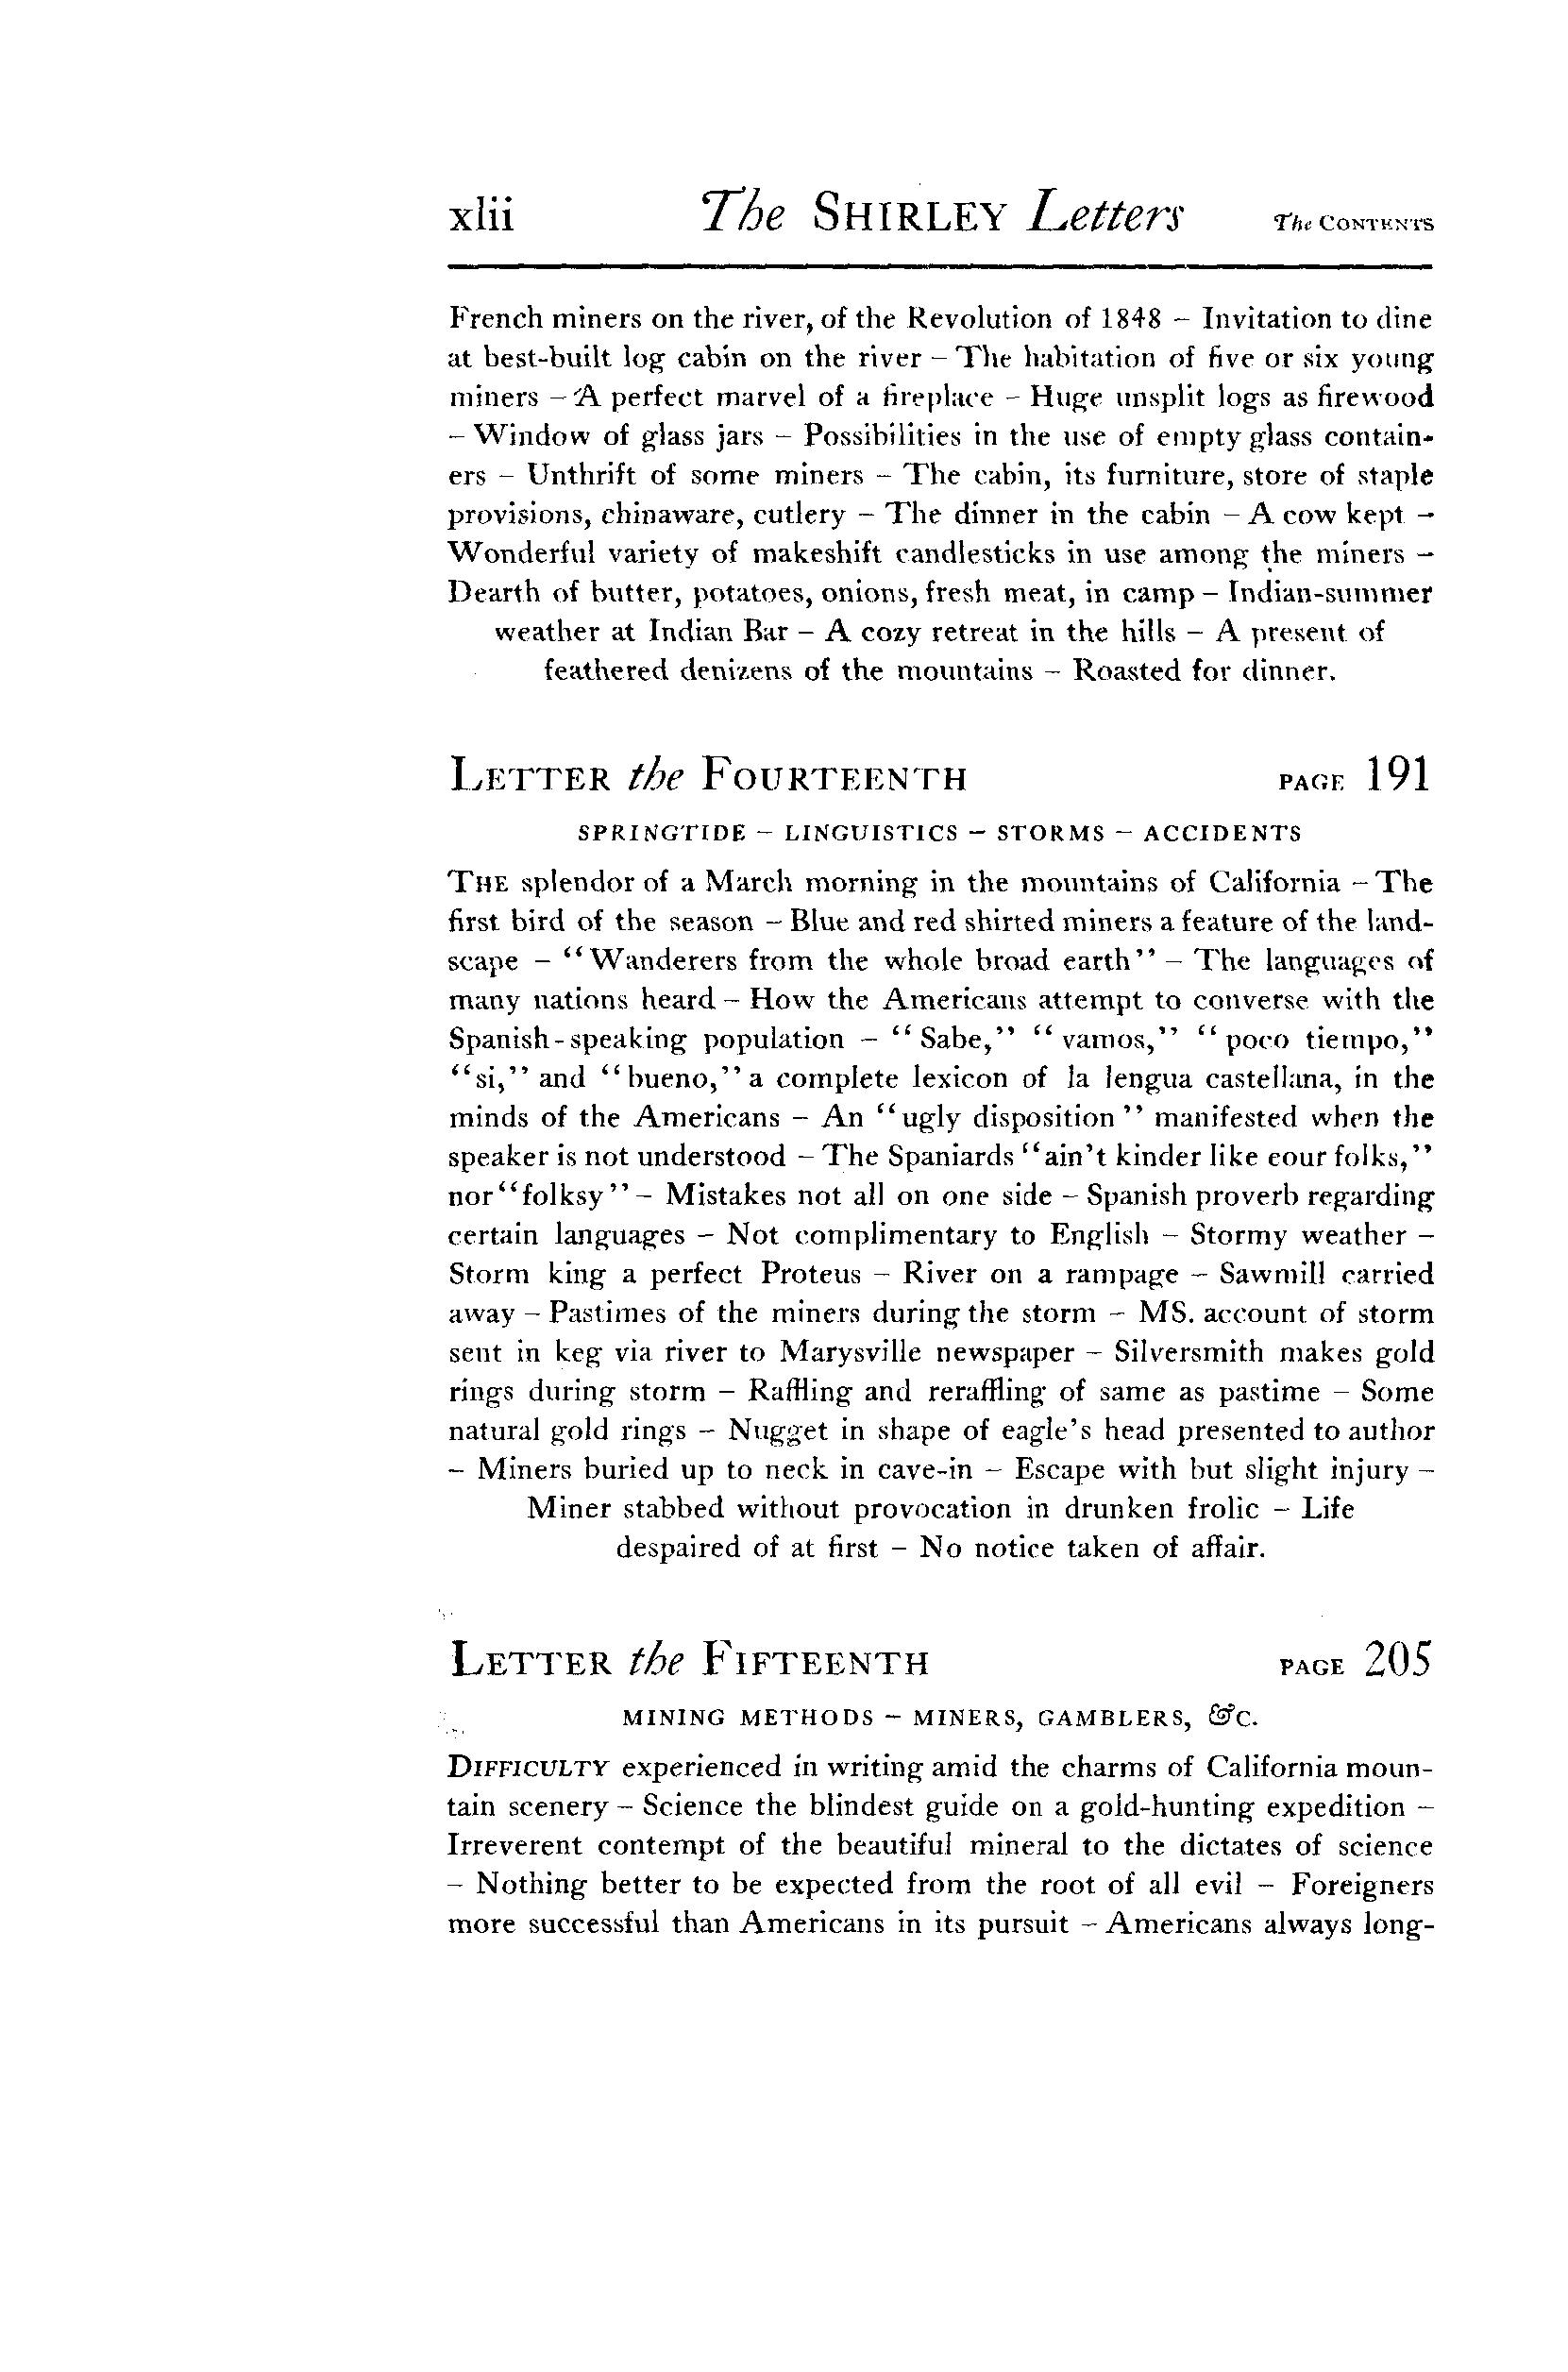 xlii The SHIRLEY Letters The CONTENTS
French miners on the river, of the Revolution of 1848 – Invitation to dine
at best-built log cabin on the river – The habitation of five or six young
miners – A perfect marvel of a fireplace – Huge unsplit logs as firewood
– Window of glass jars – Possibilities in the use of empty glass contain-
ers – Unthrift of some miners – The cabin, its furniture, store of staple
provisions, chinaware, cutlery – The dinner in the cabin – A cow kept –
Wonderful variety of makeshift candlesticks in use among the miners –
Dearth of butter, potatoes, onions, fresh meat, in camp – Indian-summer
weather at Indian Bar – A cozy retreat in the hills – A present of
feathered denizens of the mountains – Roasted for dinner.
LETTER the FOURTEENTH PAGE 191
SPRINGTIDE – LINGUISTICS – STORMS – ACCIDENTS
THE splendor of a March morning in the mountains of California – The
first bird of the season – Blue and red shirted miners a feature of the land-
scape – “Wanderers from the whole broad earth” – The languages of
many nations heard – How the Americans attempt to converse with the
Spanish-speaking population – “Sabe,” “vamos,” “poco tiempo,”
“si,” and “bueno,” a complete lexicon of la lengua castellana, in the
minds of the Americans – An “ugly disposition” manifested when the
speaker is not understood – The Spaniards “ain’t kinder like eour folks,”
nor “folksy” – Mistakes not all on one side – Spanish proverb regarding
certain languages – Not complimentary to English – Stormy weather –
Storm king a perfect Proteus – River on a rampage – Sawmill carried
away – Pastimes of the miners during the storm – MS. account of storm
sent in keg via river to Marysville newspaper – Silversmith makes gold
rings during storm – Raffling and reraffling of same as pastime – Some
natural gold rings – Nugget in shape of eagle’s head presented to author
– Miners buried up to neck in cave-in – Escape with but slight injury –
Miner stabbed without provocation in drunken frolic – Life
despaired of at first – No notice taken of affair.
LETTER the FIFTEENTH PAGE 205
MINING METHODS – MINERS, GAMBLERS, &C.
DIFFICULTY experienced in writing amid the charms of California moun-
tain scenery – Science the blindest guide on a gold-hunting expedition –
Irreverent contempt of the beautiful mineral to the dictates of science
– Nothing better to be expected from the root of all evil – Foreigners
more successful than Americans in its pursuit – Americans always long-